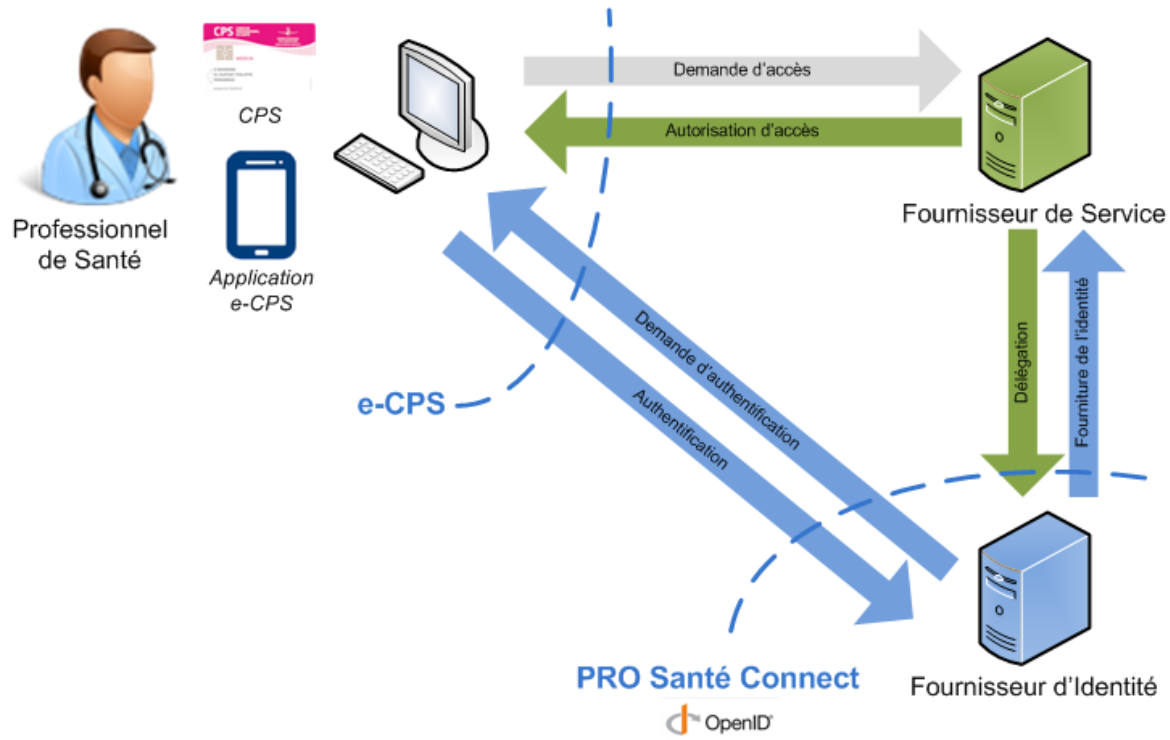 CPS
CPS
Demande d'accès
Autorisation d'accès
Professionnel
de Santé
Application
e-CPS
Fournisseur de Service
Délégation
Fourniture de l'identité
Demande d'authentification
Authentification
e-CPS
PRO Santé Connect
OpenID
Fournisseur d'Identité